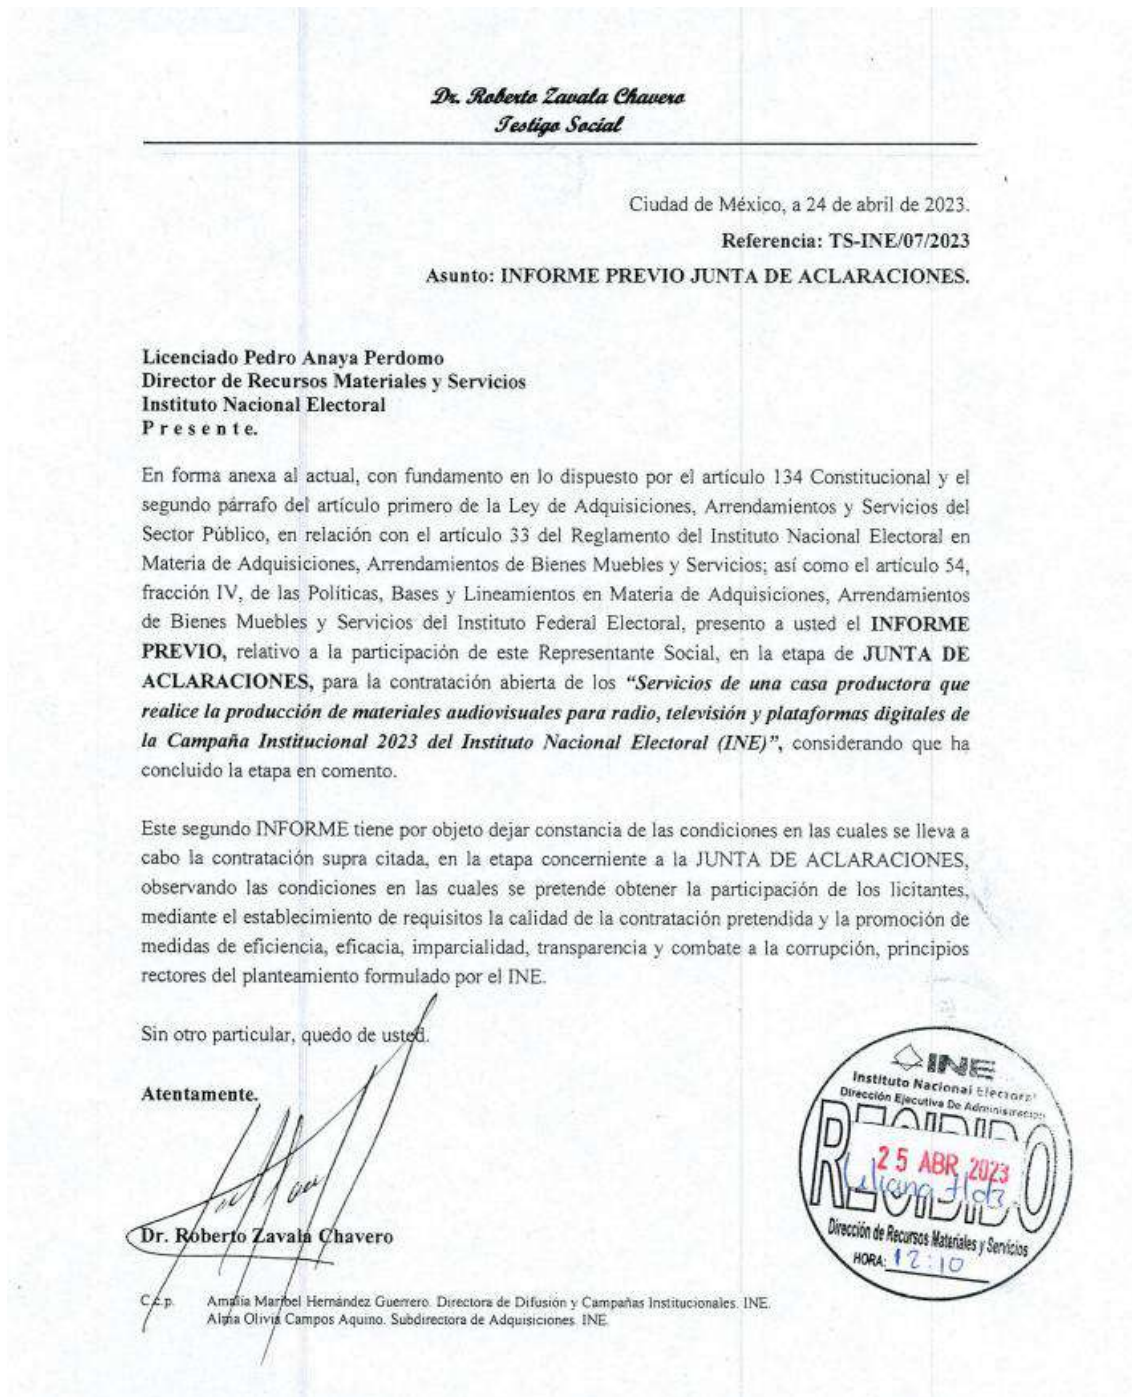 Dr. Roberto Zavala Chavero
Testigo Social
Ciudad de México, a 24 de abril de 2023.
Referencia: TS-INE/07/2023
Asunto: INFORME PREVIO JUNTA DE ACLARACIONES.
Licenciado Pedro Anaya Perdomo
Director de Recursos Materiales y Servicios
Instituto Nacional Electoral
P r e s e n t e.
En forma anexa al actual, con fundamento en lo dispuesto por el artículo 134 Constitucional y el
segundo párrafo del artículo primero de la Ley de Adquisiciones, Arrendamientos y Servicios del
Sector Público, en relación con el artículo 33 del Reglamento del Instituto Nacional Electoral en
Materia de Adquisiciones, Arrendamientos de Bienes Muebles y Servicios; así como el artículo 54,
fracción IV, de las Políticas, Bases y Lineamientos en Materia de Adquisiciones, Arrendamientos
de Bienes Muebles y Servicios del Instituto Federal Electoral, presento a usted el INFORME
PREVIO, relativo a la participación de este Representante Social, en la etapa de JUNTA DE
ACLARACIONES, para la contratación abierta de los “Servicios de una casa productora que
realice la producción de materiales audiovisuales para radio, televisión y plataformas digitales de
la Campaña Institucional 2023 del Instituto Nacional Electoral (INE)”, considerando que ha
concluido la etapa en comento.
Este segundo INFORME tiene por objeto dejar constancia de las condiciones en las cuales se lleva a
cabo la contratación supra citada, en la etapa concerniente a la JUNTA DE ACLARACIONES,
observando las condiciones en las cuales se pretende obtener la participación de los licitantes,
mediante el establecimiento de requisitos la calidad de la contratación pretendida y la promoción de
medidas de eficiencia, eficacia, imparcialidad, transparencia y combate a la corrupción, principios
rectores del planteamiento formulado por el INE.
Sin otro particular, quedo de usted.
Atentamente.
Dr. Roberto Zavala Chavero
C.c.p. Amalia Maribel Hernández Guerrero. Directora de Difusión y Campañas Institucionales. INE.
Alma Olivia Campos Aquino. Subdirectora de Adquisiciones. INE.
INE
Instituto Nacional Electoral
Dirección Ejecutiva De Administración
RECIBIDO
25 ABR 2023
Dirección de Recursos Materiales y Servicios
HORA: 12:10